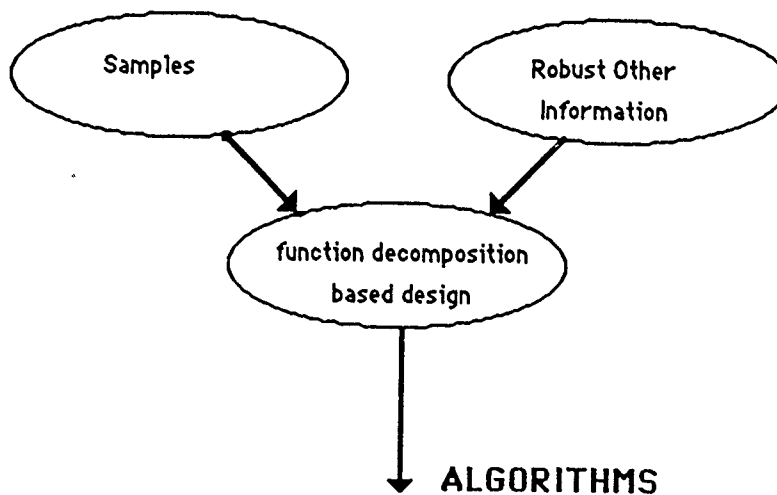 Samples
Robust Other
Information
function decomposition
based design
ALGORITHMS